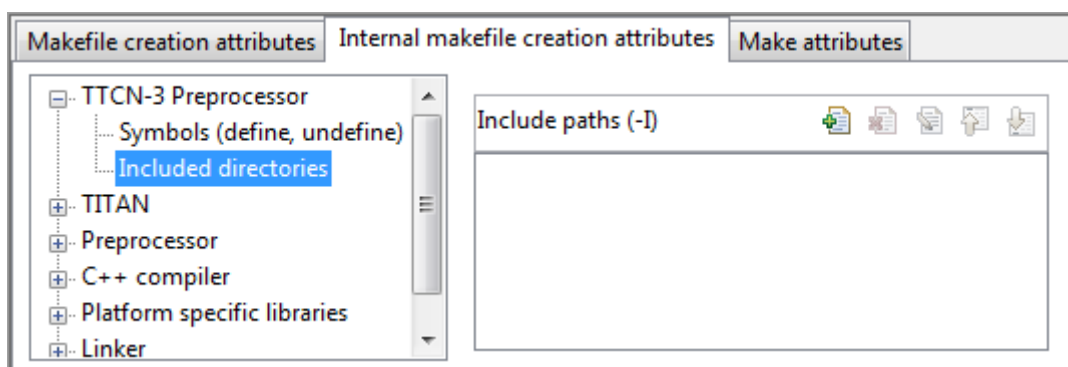 Makefile creation attributes
Internal makefile creation attributes
Make attributes
TTCN-3 Preprocessor
Symbols (define, undefine)
Included directories
TITAN
Preprocessor
C++ compiler
Platform specific libraries
Linker
Include paths (-I)